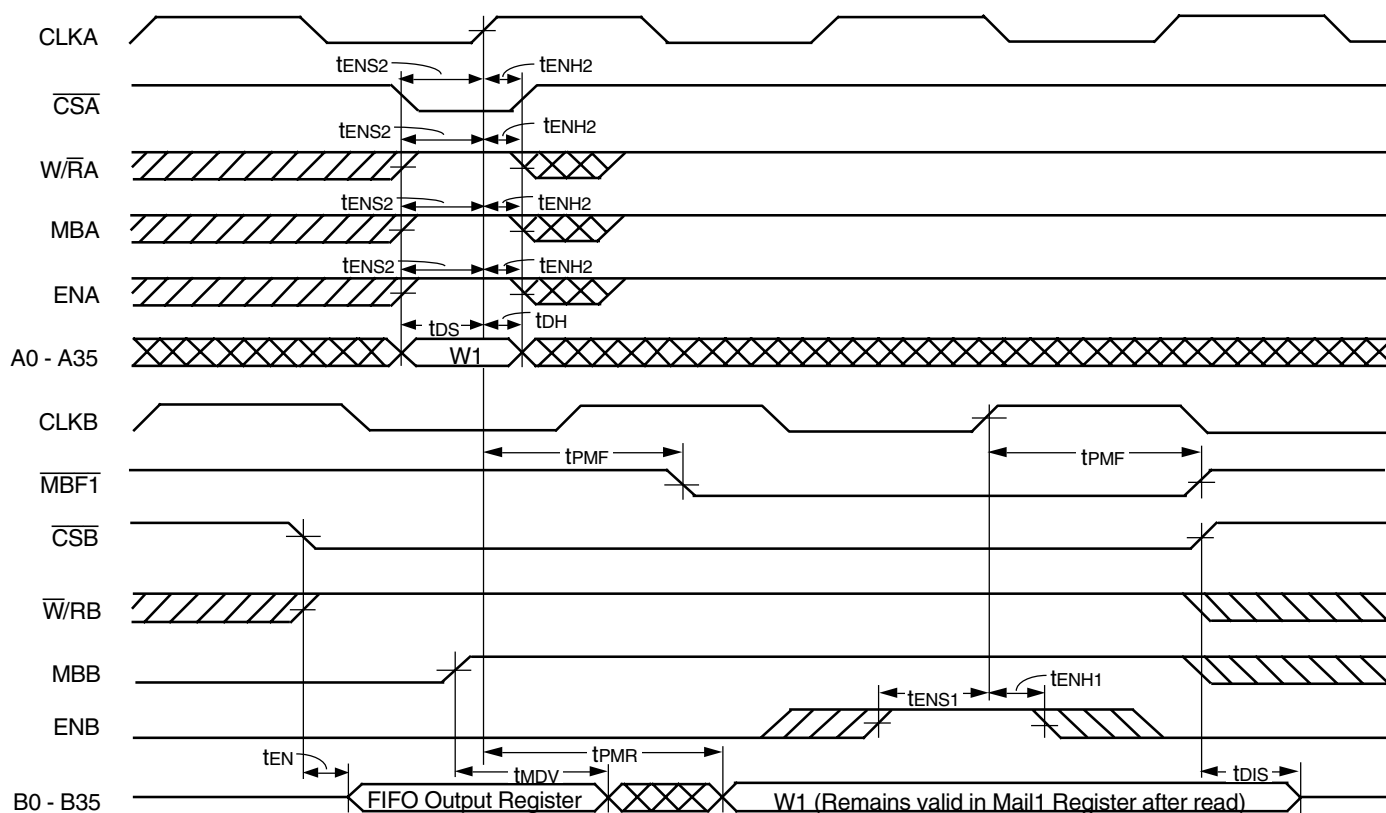 CLKA
tENS2 tENH2
CSA
tENS2 tENH2
W/RA
tENS2 tENH2
MBA
tENS2 tENH2
ENA
tDS tDH
A0 - A35 W1
CLKB
tPMF tPMF
MBF1
CSB
W/RB
MBB
tENS1 tENH1
ENB
tEN tPMR
tMDV tDIS
B0 - B35 FIFO Output Register W1 (Remains valid in Mail1 Register after read)